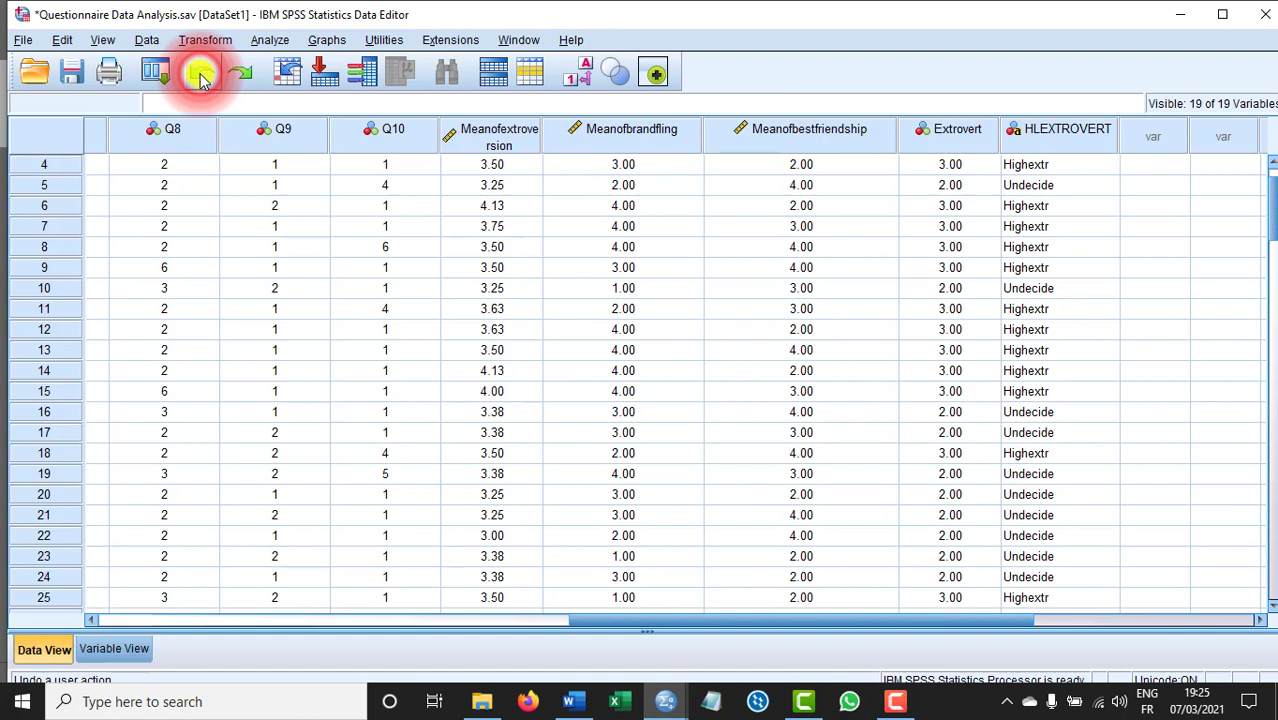 *Questionnaire Data Analysis.sav [DataSet1] - IBM SPSS Statistics Data Editor
File Edit View Data Transform Analyze Graphs Utilities Extensions Window Help
Visible: 19 of 19 Variables
Q8 Q9 Q10 Meanofextrove rsion Meanofbrandfling Meanofbestfriendship Extrovert HLEXTROVERT var var
4 2 1 1 3.50 3.00 2.00 3.00 Highextr
5 2 1 4 3.25 2.00 4.00 2.00 Undecide
6 2 2 1 4.13 4.00 2.00 3.00 Highextr
7 2 1 1 3.75 4.00 4.00 3.00 Highextr
8 2 1 6 3.50 4.00 4.00 3.00 Highextr
9 6 1 1 3.50 3.00 4.00 3.00 Highextr
10 3 2 1 3.25 1.00 3.00 2.00 Undecide
11 2 1 4 3.63 2.00 3.00 3.00 Highextr
12 2 1 1 3.63 4.00 2.00 3.00 Highextr
13 2 1 1 3.50 4.00 4.00 3.00 Highextr
14 2 1 1 4.13 4.00 4.00 3.00 Highextr
15 6 1 1 4.00 4.00 3.00 3.00 Highextr
16 3 1 1 3.38 3.00 4.00 2.00 Undecide
17 2 2 1 3.38 3.00 3.00 2.00 Undecide
18 2 2 4 3.50 2.00 4.00 3.00 Highextr
19 3 2 5 3.38 4.00 3.00 2.00 Undecide
20 2 1 1 3.25 3.00 2.00 2.00 Undecide
21 2 2 1 3.25 3.00 4.00 2.00 Undecide
22 2 1 1 3.00 2.00 4.00 2.00 Undecide
23 2 2 1 3.38 1.00 2.00 2.00 Undecide
24 2 1 1 3.38 3.00 2.00 2.00 Undecide
25 3 2 1 3.50 1.00 2.00 3.00 Highextr
Data View Variable View
Undo a user action IBM SPSS Statistics Processor is ready Unicode:ON
Type here to search
ENG 19:25
FR 07/03/2021